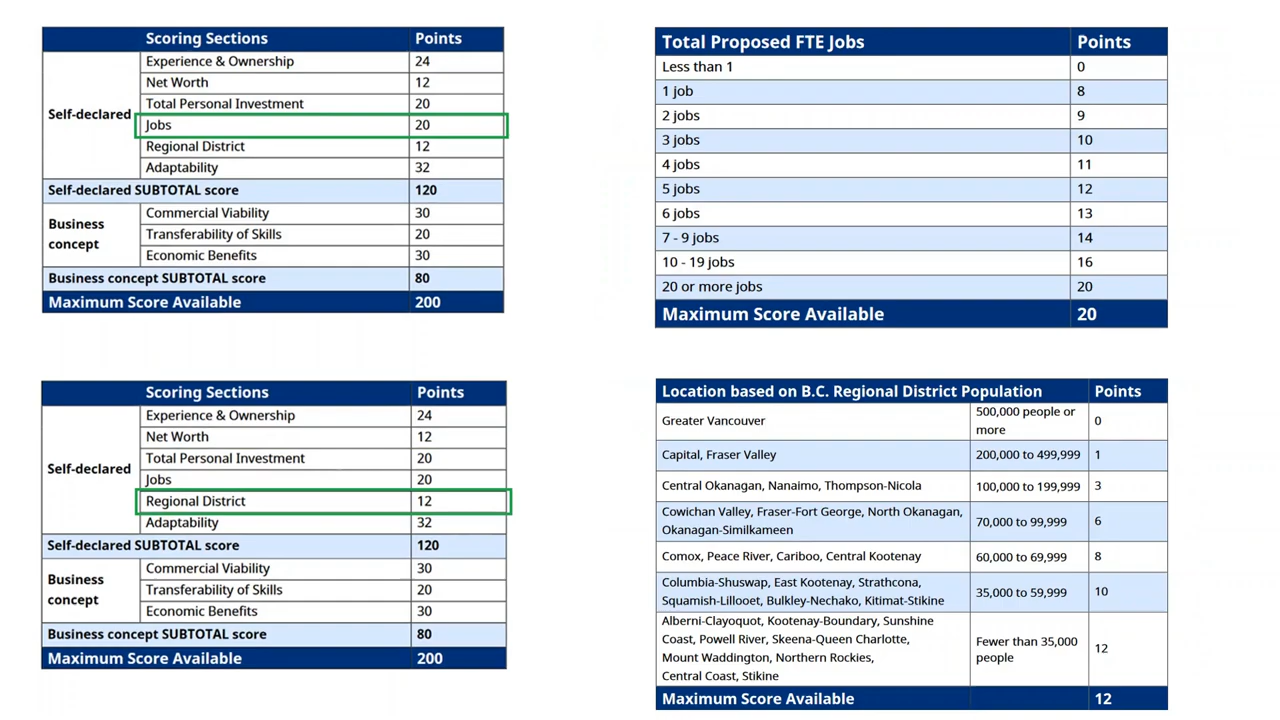 Scoring Sections Points
Experience & Ownership 24
Net Worth 12
Total Personal Investment 20
Self-declared
Jobs 20
Regional District 12
Adaptability 32
Self-declared SUBTOTAL score 120
Commercial Viability 30
Business
concept
Transferability of Skills 20
Economic Benefits 30
Business concept SUBTOTAL score 80
Maximum Score Available 200
Total Proposed FTE Jobs Points
Less than 1 0
1 job 8
2 jobs 9
3 jobs 10
4 jobs 11
5 jobs 12
6 jobs 13
7 - 9 jobs 14
10 - 19 jobs 16
20 or more jobs 20
Maximum Score Available 20
Scoring Sections Points
Experience & Ownership 24
Net Worth 12
Total Personal Investment 20
Self-declared
Jobs 20
Regional District 12
Adaptability 32
Self-declared SUBTOTAL score 120
Commercial Viability 30
Business
concept
Transferability of Skills 20
Economic Benefits 30
Business concept SUBTOTAL score 80
Maximum Score Available 200
Location based on B.C. Regional District Population Points
Greater Vancouver 500,000 people or
more 0
Capital, Fraser Valley 200,000 to 499,999 1
Central Okanagan, Nanaimo, Thompson-Nicola 100,000 to 199,999 3
Cowichan Valley, Fraser-Fort George, North Okanagan,
Okanagan-Similkameen 70,000 to 99,999 6
Comox, Peace River, Cariboo, Central Kootenay 60,000 to 69,999 8
Columbia-Shuswap, East Kootenay, Strathcona,
Squamish-Lillooet, Bulkley-Nechako, Kitimat-Stikine 35,000 to 59,999 10
Alberni-Clayoquot, Kootenay-Boundary, Sunshine
Coast, Powell River, Skeena-Queen Charlotte,
Mount Waddington, Northern Rockies,
Central Coast, Stikine
Fewer than 35,000
people 12
Maximum Score Available 12